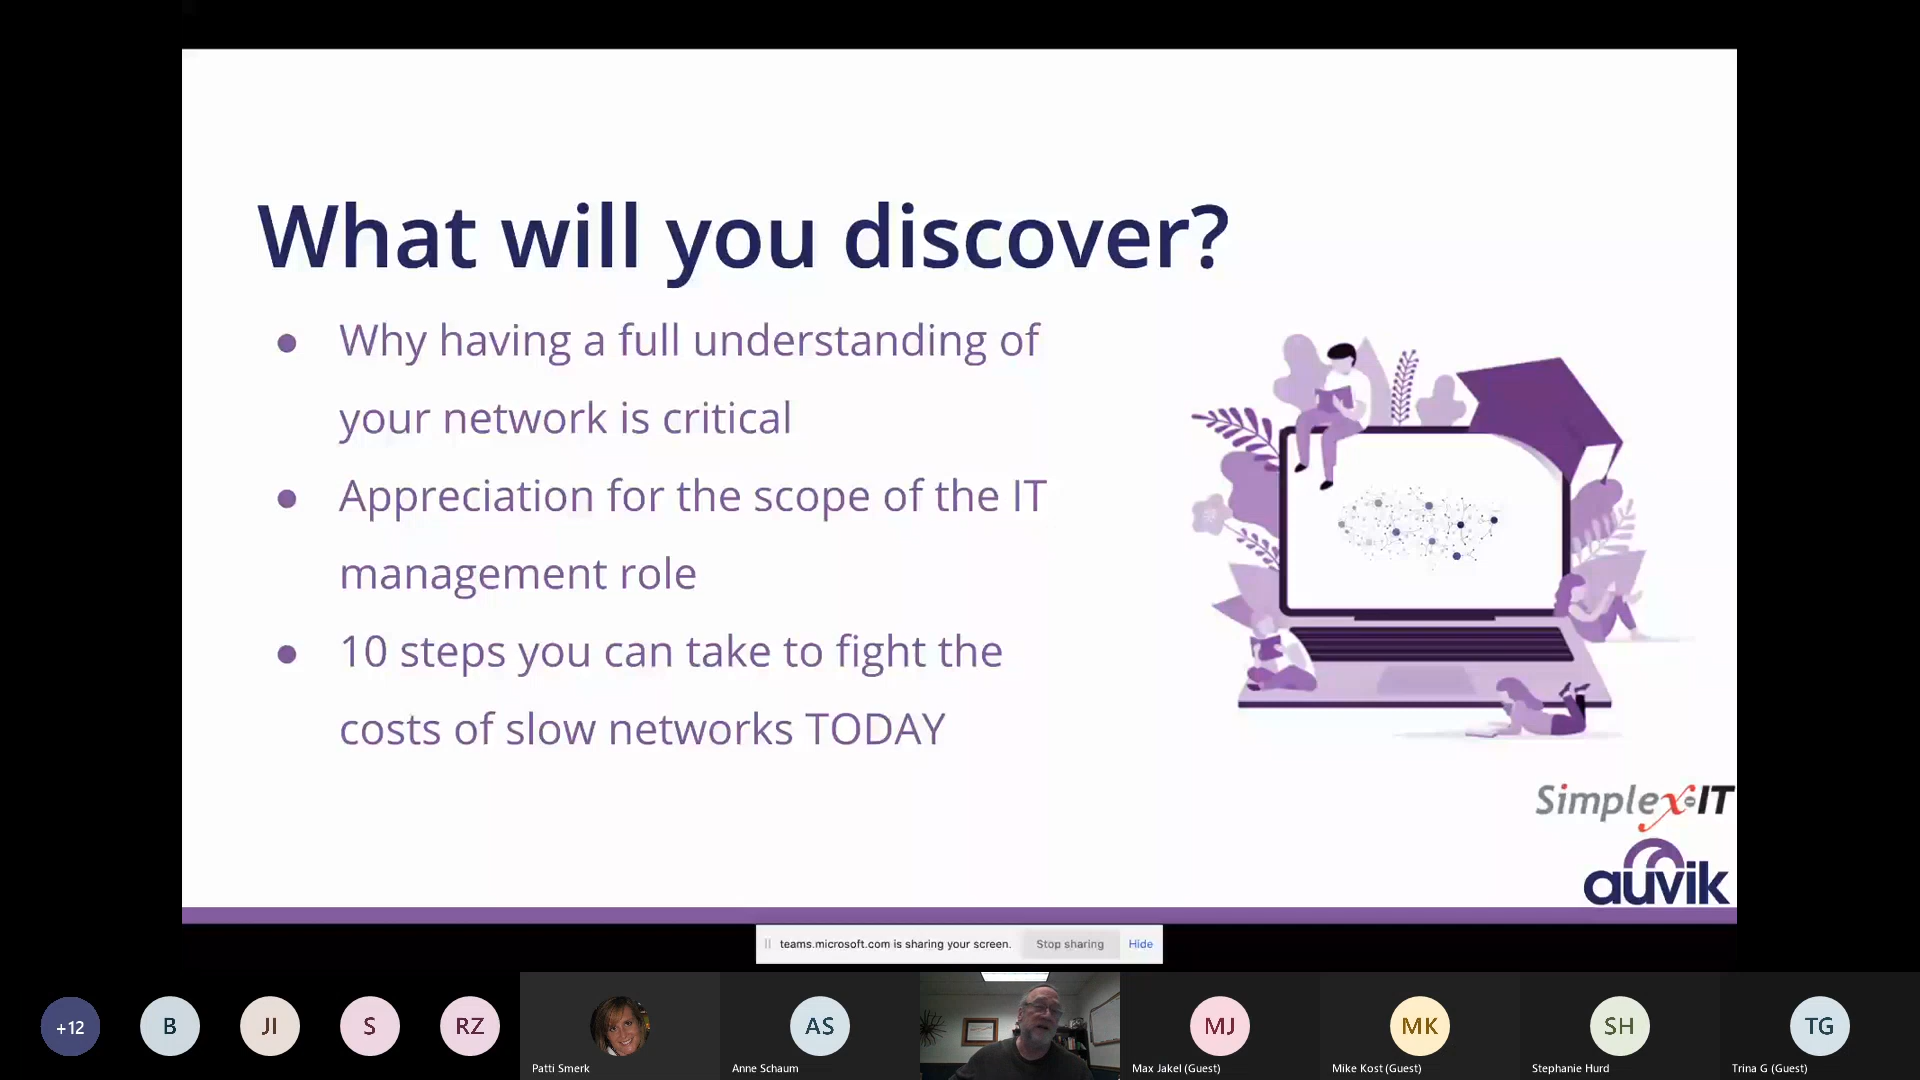 What will you discover?
● Why having a full understanding of
your network is critical
● Appreciation for the scope of the IT
management role
● 10 steps you can take to fight the
costs of slow networks TODAY
Simplex-IT
auvik
teams.microsoft.com is sharing your screen. Stop sharing Hide
+12
B
JI
S
RZ
Patti Smerk
AS
Anne Schaum
MJ
Max Jakel (Guest)
MK
Mike Kost (Guest)
SH
Stephanie Hurd
TG
Trina G (Guest)